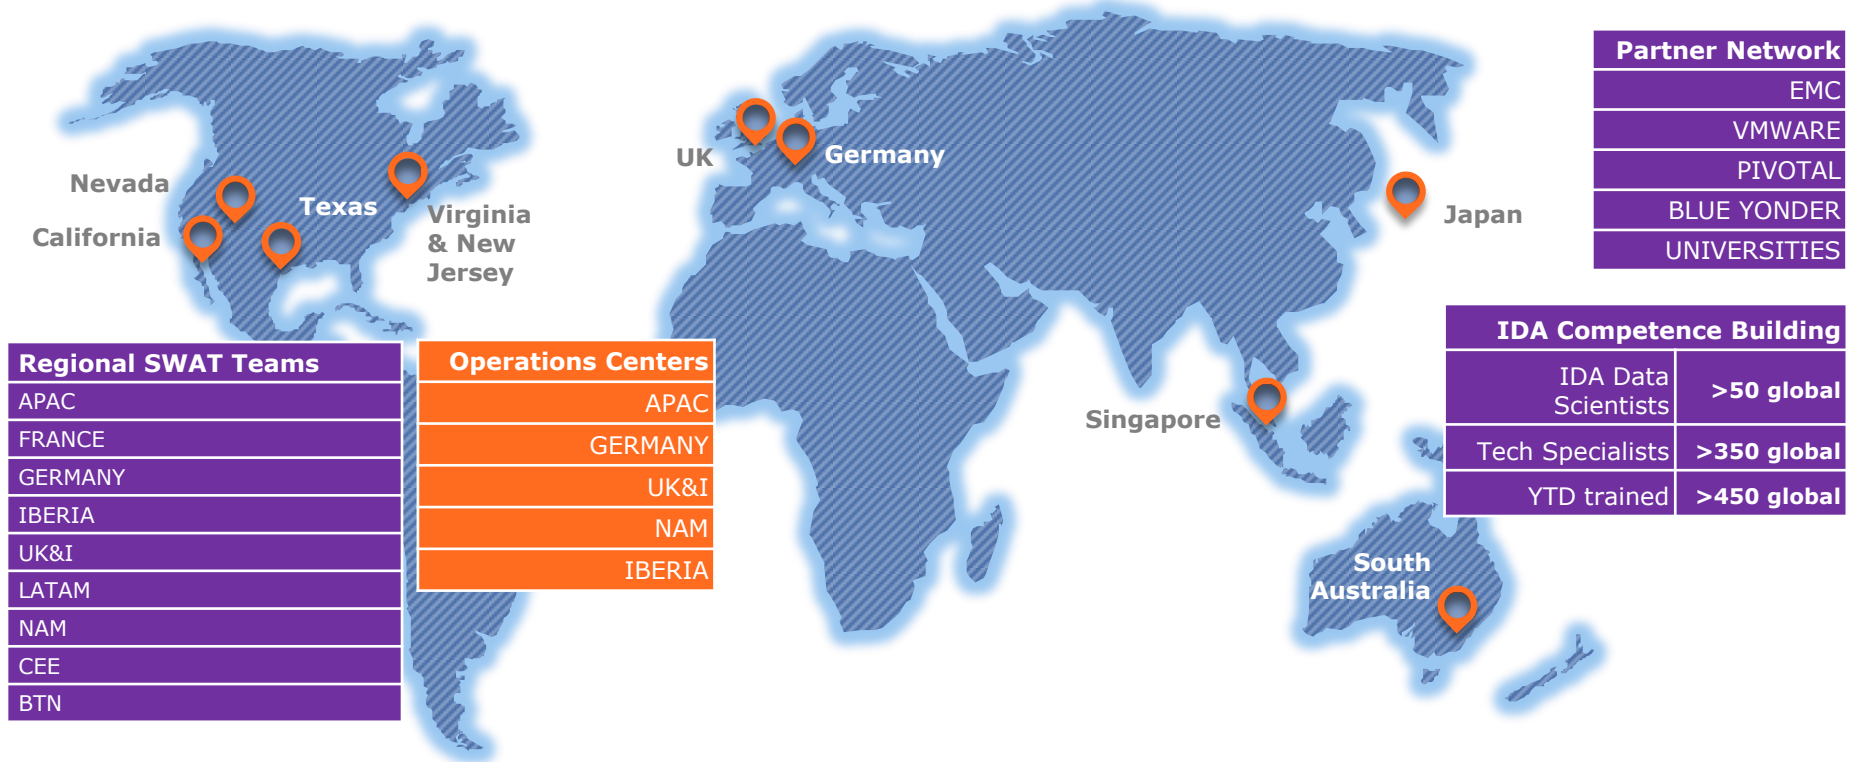 Partner Network
EMC
VMWARE
PIVOTAL
BLUE YONDER
UNIVERSITIES
UK
Germany
Nevada
Texas
California
Virginia
& New
Jersey
Japan
IDA Competence Building
IDA Data
Scientists
>50 global
Tech Specialists
>350 global
YTD trained
>450 global
Regional SWAT Teams
APAC
FRANCE
GERMANY
IBERIA
UK&I
LATAM
NAM
CEE
BTN
Operations Centers
APAC
GERMANY
UK&I
NAM
IBERIA
Singapore
South
Australia